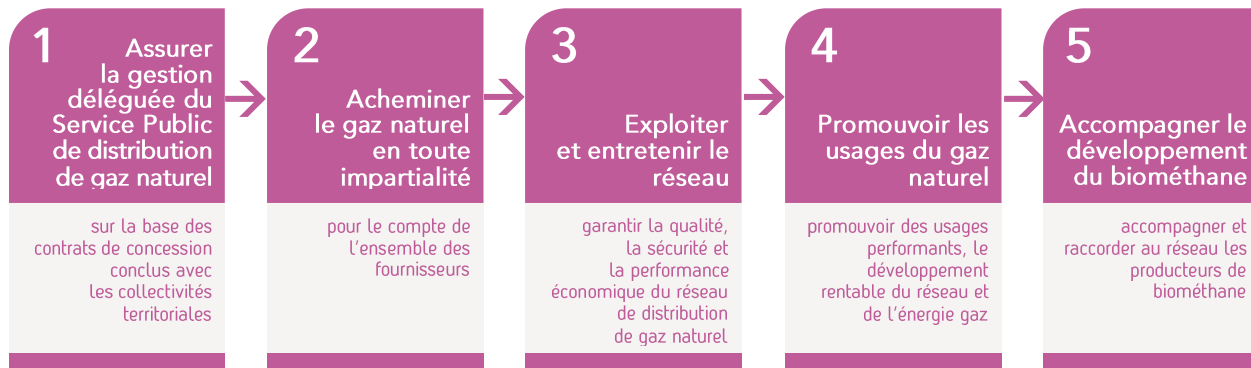 1
Assurer
la gestion
déléguée du
Service Public
de distribution
de gaz naturel
sur la base des
contrats de concession
conclus avec
les collectivités
territoriales
2
Acheminer
le gaz naturel
en toute
impartialité
pour le compte de
l'ensemble des
fournisseurs
3
Exploiter
et entretenir le
réseau
garantir la qualité,
la sécurité et
la performance
économique du réseau
de distribution
de gaz naturel
4
Promouvoir les
usages du gaz
naturel
promouvoir des usages
performants, le
développement
rentable du réseau et
de l'énergie gaz
5
Accompagner le
développement
du biométhane
accompagner et
raccorder au réseau les
producteurs de
biométhane